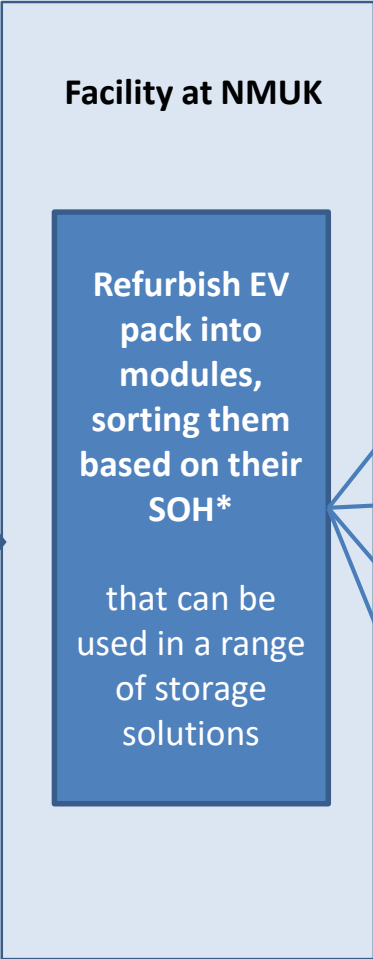 Facility at NMUK
Refurbish EV
pack into
modules,
sorting them
based on their
SOH*
that can be
used in a range
of storage
solutions